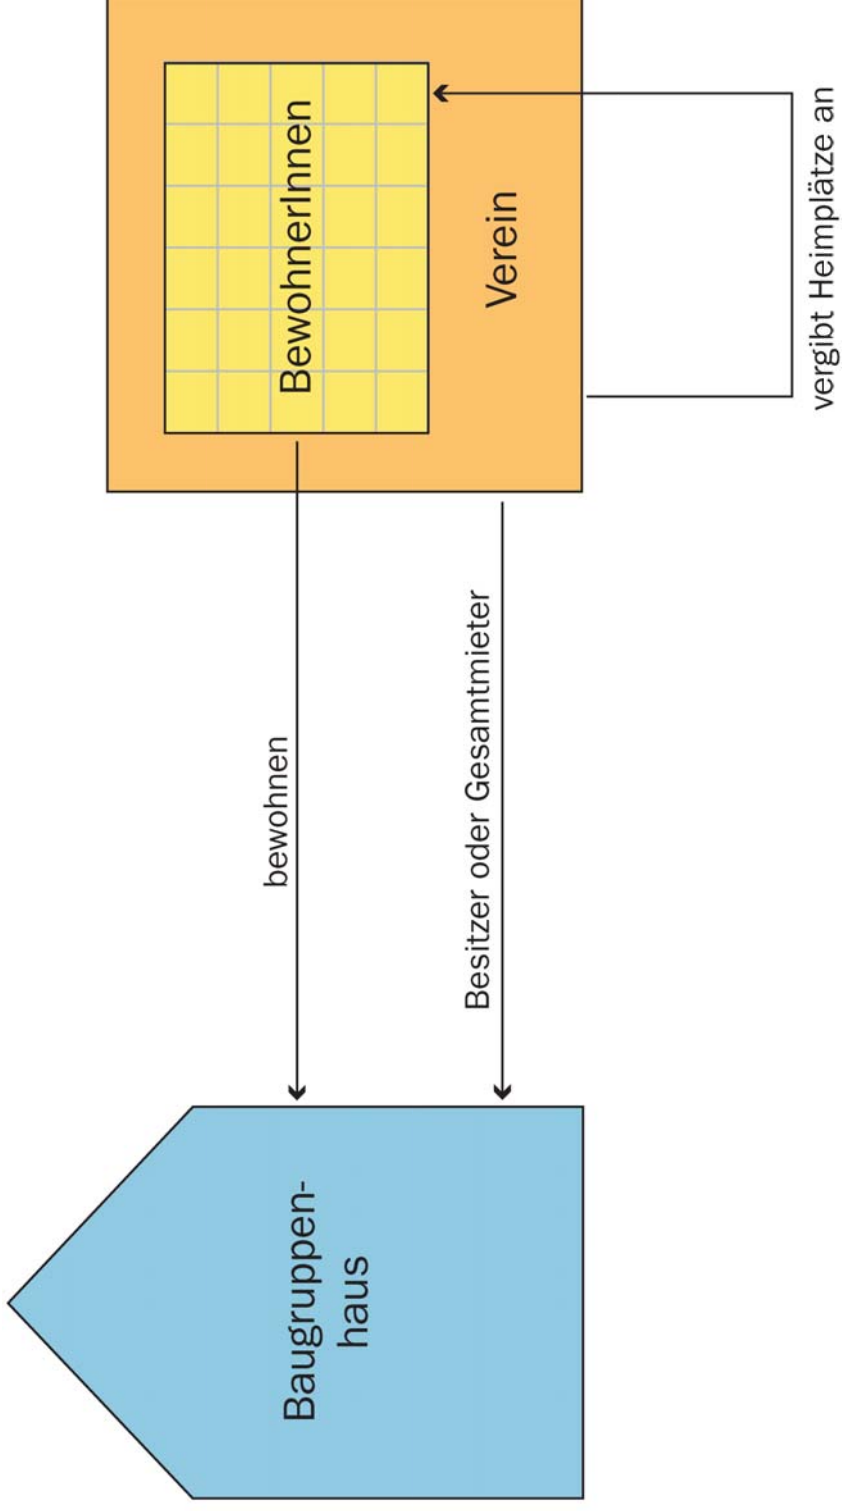 Baugruppen-
haus
bewohnen
Besitzer oder Gesamtmieter
BewohnerInnen
Verein
vergibt Heimplätze an